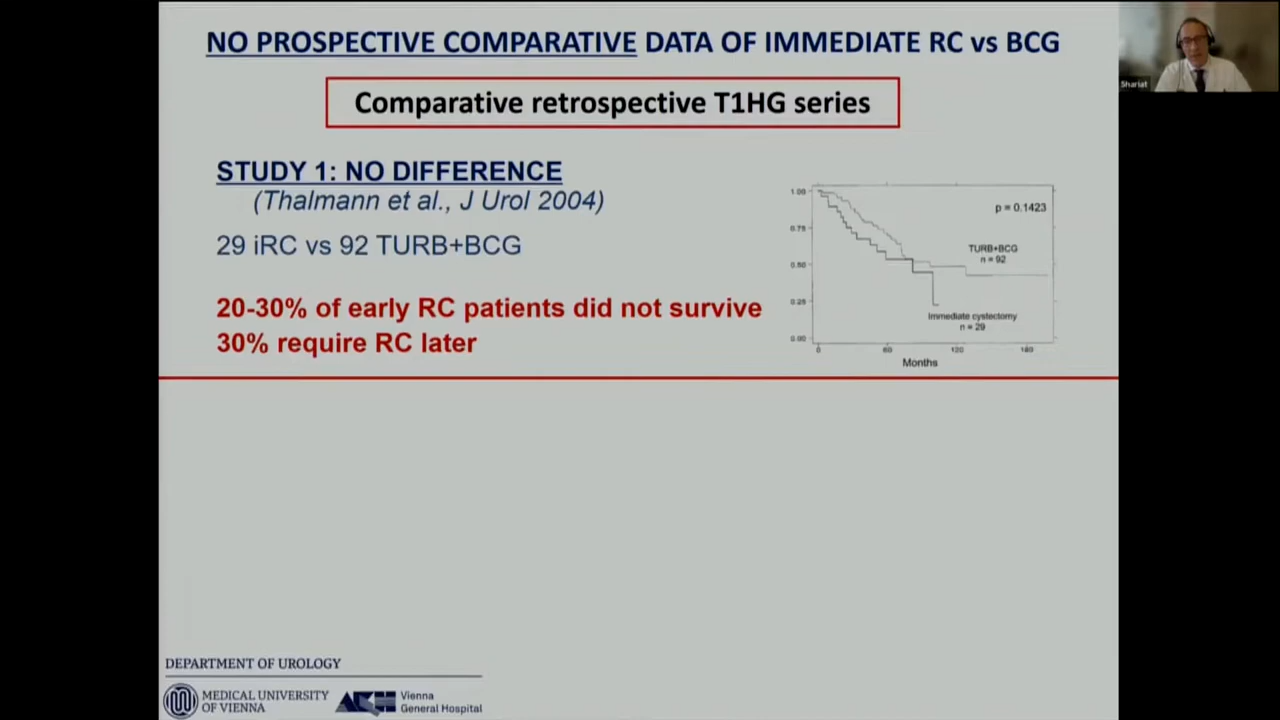 NO PROSPECTIVE COMPARATIVE DATA OF IMMEDIATE RC vs BCG
Shariat
Comparative retrospective T1HG series
STUDY 1: NO DIFFERENCE
(Thalmann et al., J Urol 2004)
29 iRC vs 92 TURB+BCG
20-30% of early RC patients did not survive
30% require RC later
1.00
0.75
0.50
0.25
0.00
p = 0.1423
TURB+BCG
n = 92
Immediate cystectomy
n = 29
0 60 120 180
Months
DEPARTMENT OF UROLOGY
MEDICAL UNIVERSITY
OF VIENNA
AKH
Vienna
General Hospital